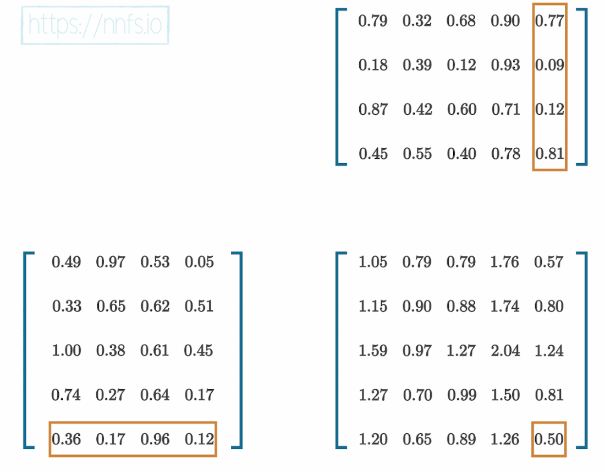 https://nnfs.io
0.79 0.32 0.68 0.90 0.77
0.18 0.39 0.12 0.93 0.09
0.87 0.42 0.60 0.71 0.12
0.45 0.55 0.40 0.78 0.81
0.49 0.97 0.53 0.05
0.33 0.65 0.62 0.51
1.00 0.38 0.61 0.45
0.74 0.27 0.64 0.17
0.36 0.17 0.96 0.12
1.05 0.79 0.79 1.76 0.57
1.15 0.90 0.88 1.74 0.80
1.59 0.97 1.27 2.04 1.24
1.27 0.70 0.99 1.50 0.81
1.20 0.65 0.89 1.26 0.50